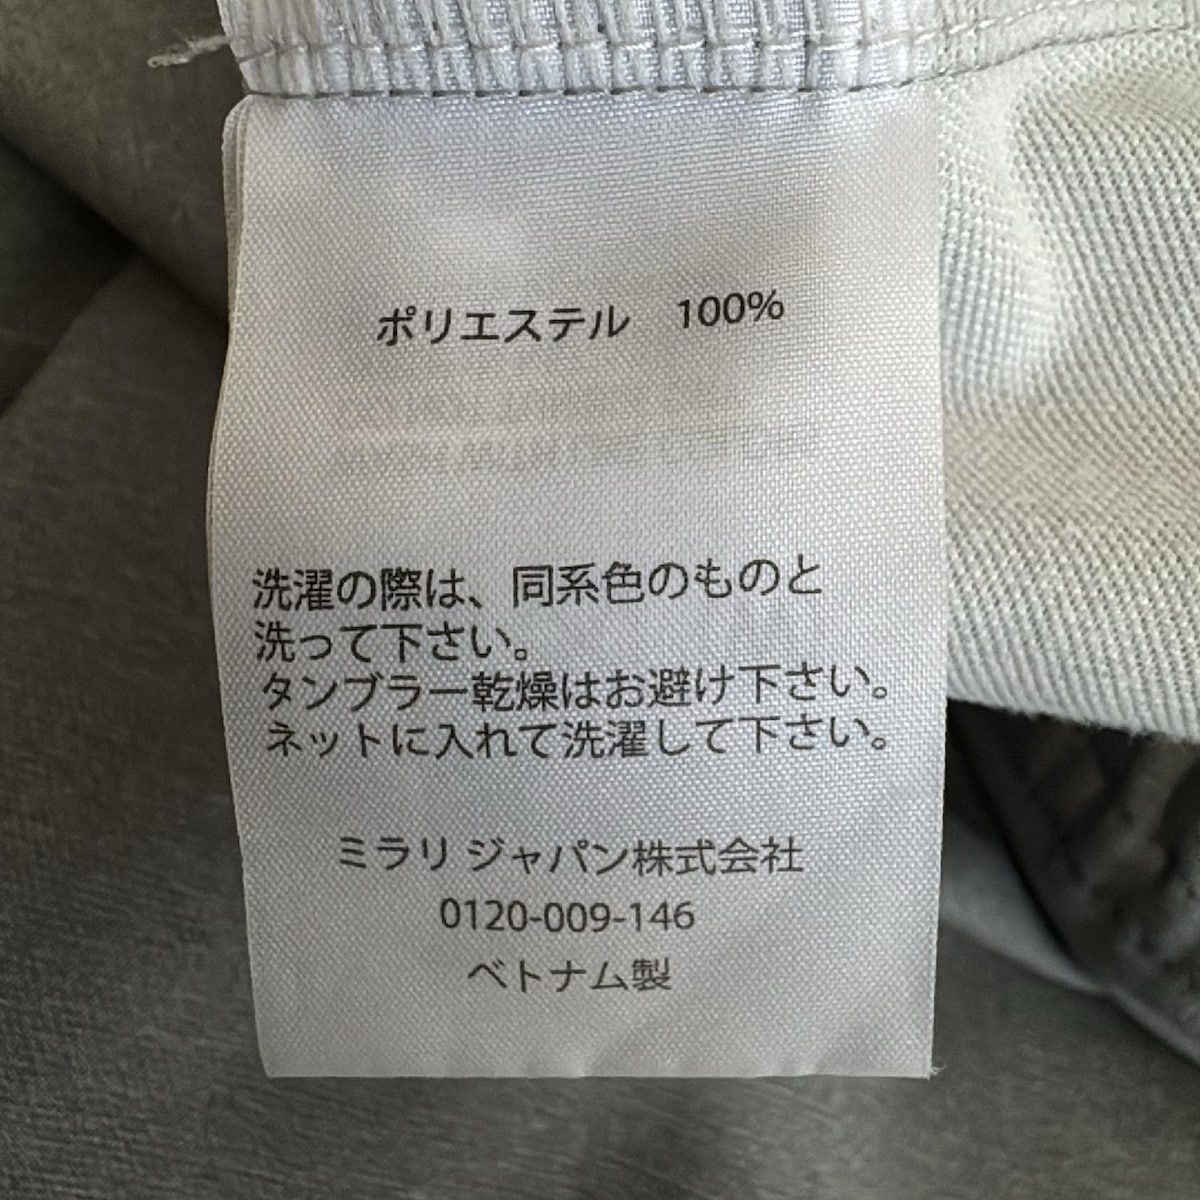 ポリエステル 100%
洗濯の際は、同系色のものと
洗って下さい。
タンブラー乾燥はお避け下さい。
ネットに入れて洗濯して下さい。
ミラリ ジャパン株式会社
0120-009-146
ベトナム製